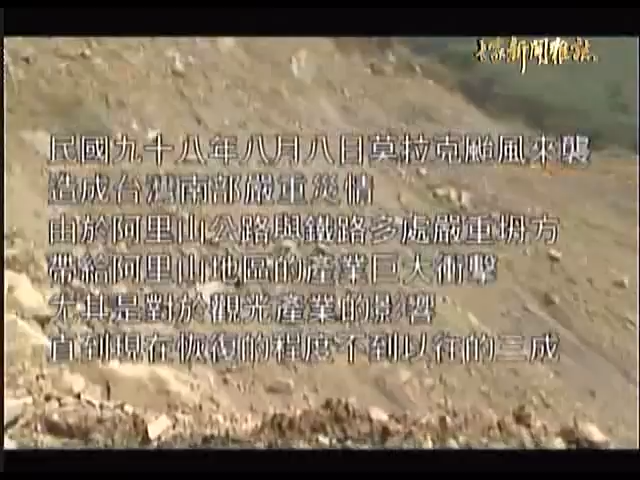 客家新聞雜誌
民國九十八年八月八日莫拉克颱風來襲
造成台灣南部嚴重災情
由於阿里山公路與鐵路多處嚴重坍方
帶給阿里山地區的產業巨大衝擊
尤其是對於觀光產業的影響
直到現在恢復的程度不到以往的三成